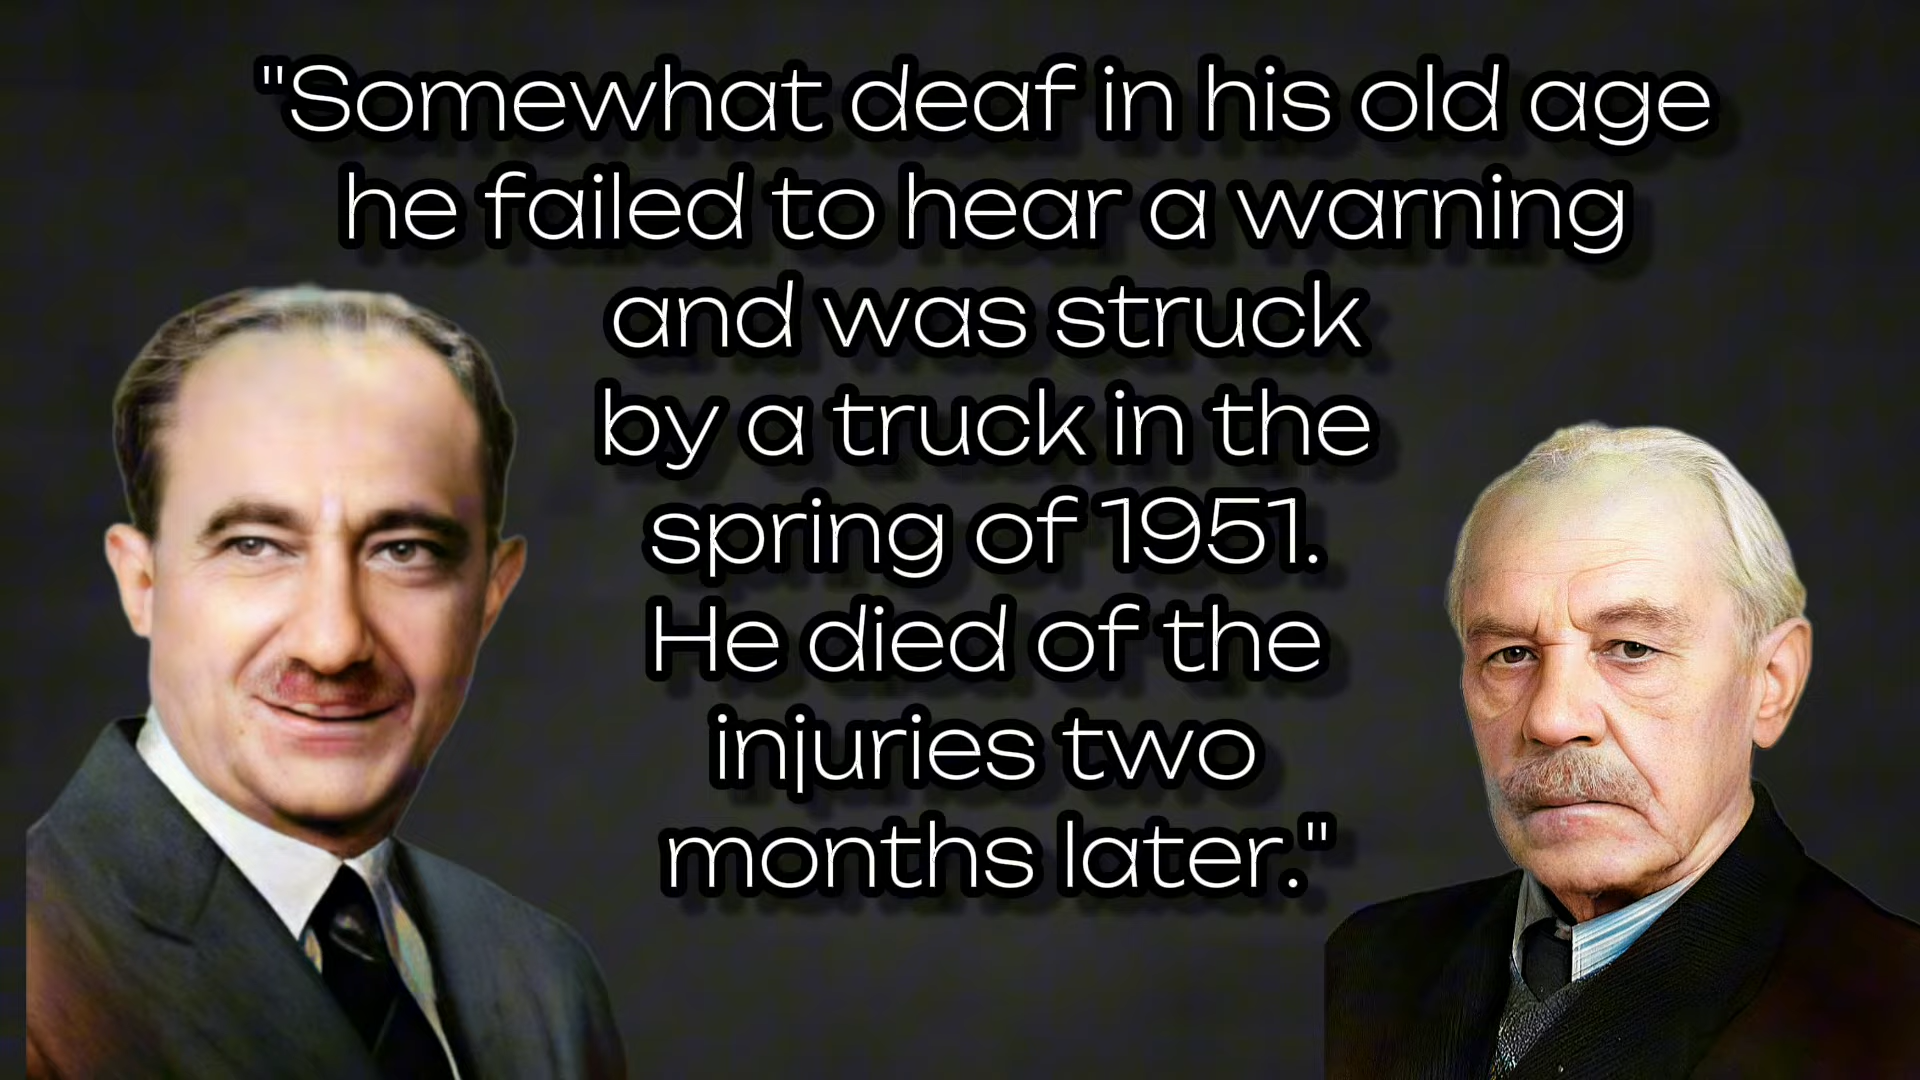 "Somewhat deaf in his old age
he failed to hear a warning
and was struck
by a truck in the
spring of 1951.
He died of the
injuries two
months later."